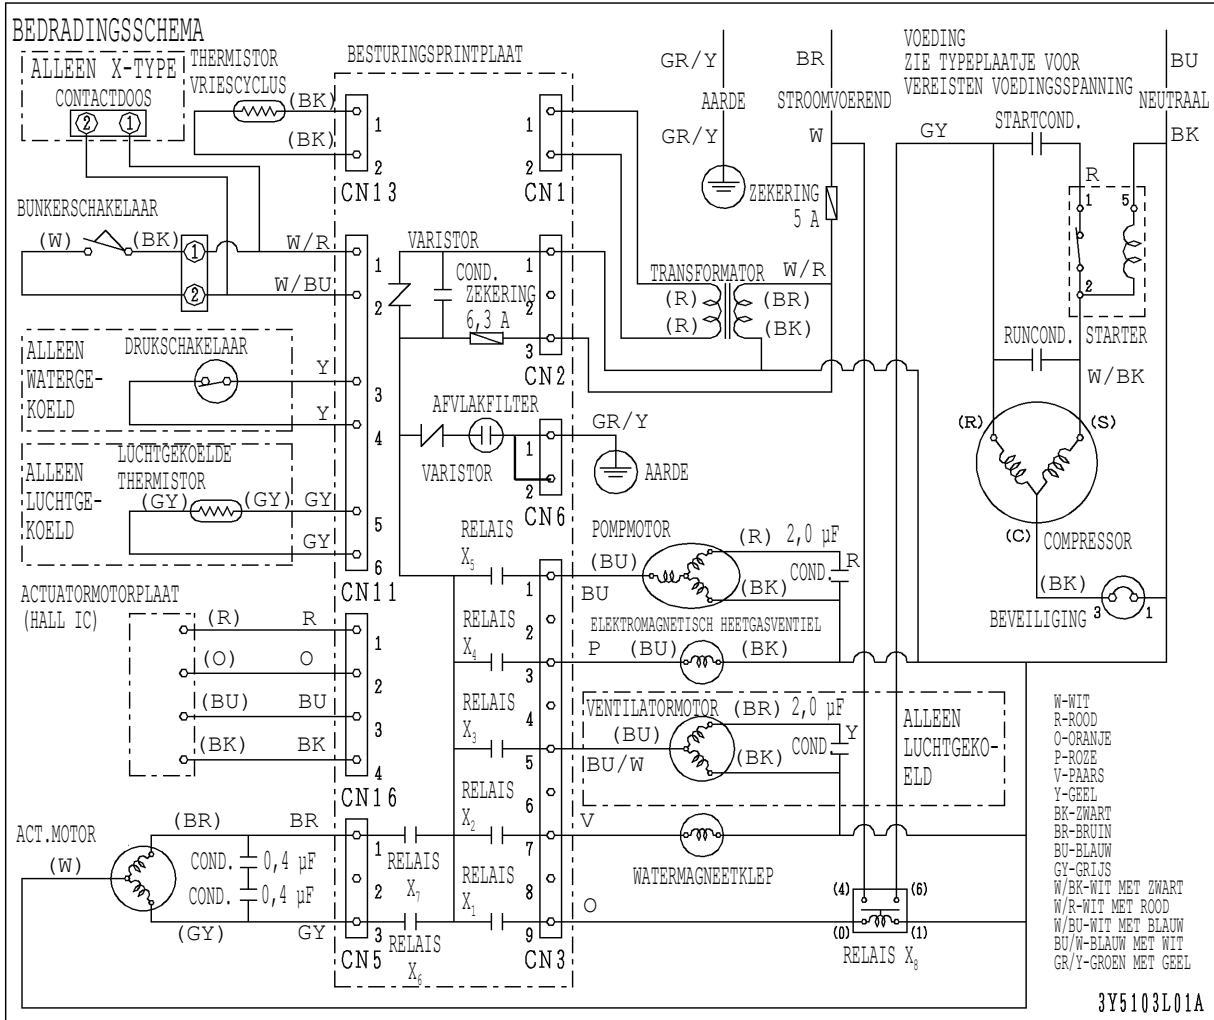 BEDRADINGSSCHEMA
ALLEEN X-TYPE
CONTACTDOOS
2 1
THERMISTOR
VRIESCYCLUS
(BK)
(BK)
BESTURINGSPRINTPLAAT
1
2
CN13
1
2
CN1
GR/Y
AARDE
GR/Y
BR
STROOMVOEREND
W
ZEKERING
5 A
VOEDING
ZIE TYPEPLAATJE VOOR
VEREISTEN VOEDINGSSPANNING
BU
NEUTRAAL
BK
GY
STARTCOND.
R
1 5
2
RUNCOND.
STARTER
W/BK
BUNKERSCHAKELAAR
(W) (BK)
1
2
W/R
W/BU
1
2
VARISTOR
COND.
ZEKERING
6,3 A
1
2
3
CN2
TRANSFORMATOR
W/R
(R) (BR)
(R) (BK)
ALLEEN
WATERGE-
KOELD
DRUKSCHAKELAAR
Y
Y
3
4
AFVLAKFILTER
VARISTOR
1
2
CN6
GR/Y
AARDE
(R) (S)
(C)
COMPRESSOR
(BK)
BEVEILIGING
3 1
ALLEEN
LUCHTGE-
KOELD
LUCHTGEKOELDE
THERMISTOR
(GY) (GY)
GY
GY
5
6
CN11
ACTUATORMOTORPLAAT
(HALL IC)
(R) R
(O) O
(BU) BU
(BK) BK
1
2
3
4
CN16
RELAIS
X5
RELAIS
X4
RELAIS
X3
RELAIS
X2
RELAIS
X1
1
2
3
4
5
6
7
8
9
CN3
POMPMOTOR
(BU)
BU
(R) 2,0 µF
COND.
R
(BK)
ELEKTROMAGNETISCH HEETGASVENTIEL
P (BU) (BK)
VENTILATORMOTOR
(BR) 2,0 µF
(BU)
BU/W
COND.
Y
(BK)
ALLEEN
LUCHTGEKO-
ELD
V
WATERMAGNEETKLEP
O
(4) (6)
(0) (1)
RELAIS X8
ACT.MOTOR
(W)
(BR) BR
COND. 0,4 µF
COND. 0,4 µF
(GY) GY
1
2
3
CN5
RELAIS
X7
RELAIS
X6
W-WIT
R-ROOD
O-ORANJE
P-ROZE
V-PAARS
Y-GEEL
BK-ZWART
BR-BRUIN
BU-BLAUW
GY-GRIJS
W/BK-WIT MET ZWART
W/R-WIT MET ROOD
W/BU-WIT MET BLAUW
BU/W-BLAUW MET WIT
GR/Y-GROEN MET GEEL
3Y5103L01A